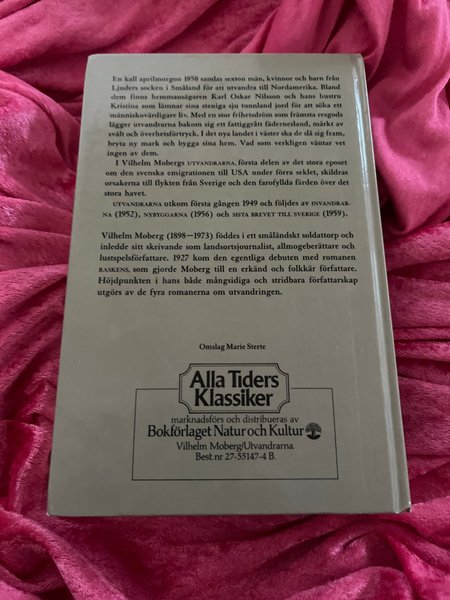 En kall aprilmorgon 1850 samlas sexton män, kvinnor och barn från
Ljuders socken i Småland för att utvandra till Nordamerika. Bland
dem finns hemmansägaren Karl Oskar Nilsson och hans hustru
Kristina som lämnar sina steniga sju tunnland jord för att söka ett
människovärdigare liv. Med en stor frihetsdröm som främsta resgods
lägger utvandrarna bakom sig ett fattiggrått fädernesland, märkt av
svält och överhetsförtryck. I det nya landet i väster ska de slå sig fram,
bryta ny mark och bygga sina hem. Vad som verkligen väntar vet
ingen av dem.
I Vilhelm Mobergs UTVANDRARNA, första delen av det stora eposet
om den svenska emigrationen till USA under förra seklet, skildras
orsakerna till flykten från Sverige och den farofyllda färden över det
stora havet.
UTVANDRARNA utkom första gången 1949 och följdes av INVANDRAR-
NA (1952), NYBYGGARNA (1956) och SISTA BREVET TILL SVERIGE (1959).
Vilhelm Moberg (1898–1973) föddes i ett småländskt soldattorp och
inledde sitt skrivande som landsortsjournalist, allmogeberättare och
lustspelsförfattare. 1927 kom den egentliga debuten med romanen
RASKENS, som gjorde Moberg till en erkänd och folkkär författare.
Höjdpunkten i hans både mångsidiga och stridbara författarskap
utgörs av de fyra romanerna om utvandringen.
Omslag Marie Sterte
Alla Tiders
Klassiker
marknadsförs och distribueras av
Bokförlaget Natur och Kultur
Vilhelm Moberg/Utvandrarna.
Best.nr 27-55147-4 B.